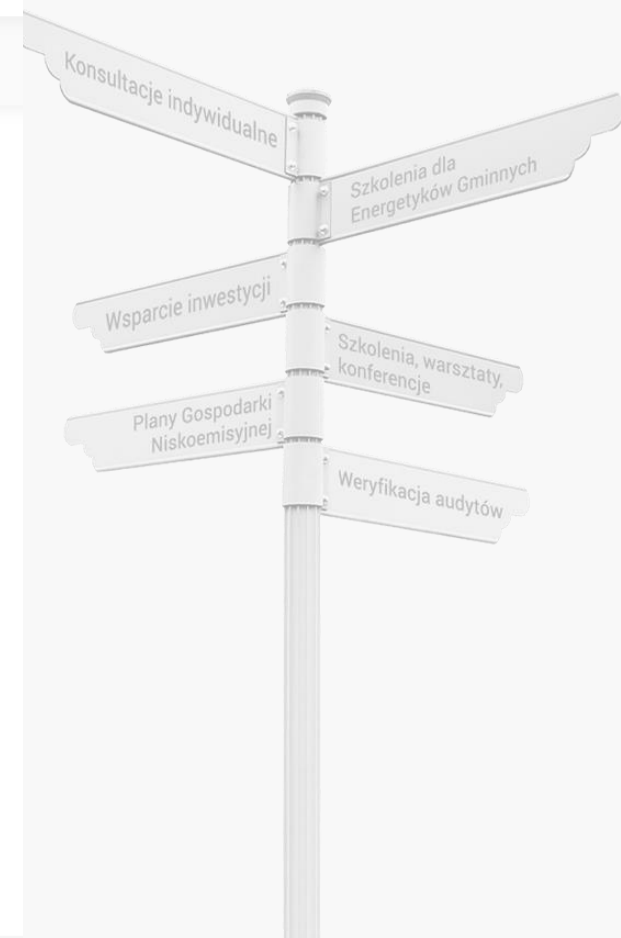 Konsultacje indywidualne
Szkolenia dla
Energetyków Gminnych
Wsparcie inwestycji
Szkolenia, warsztaty,
konferencje
Plany Gospodarki
Niskoemisyjnej
Weryfikacja audytów